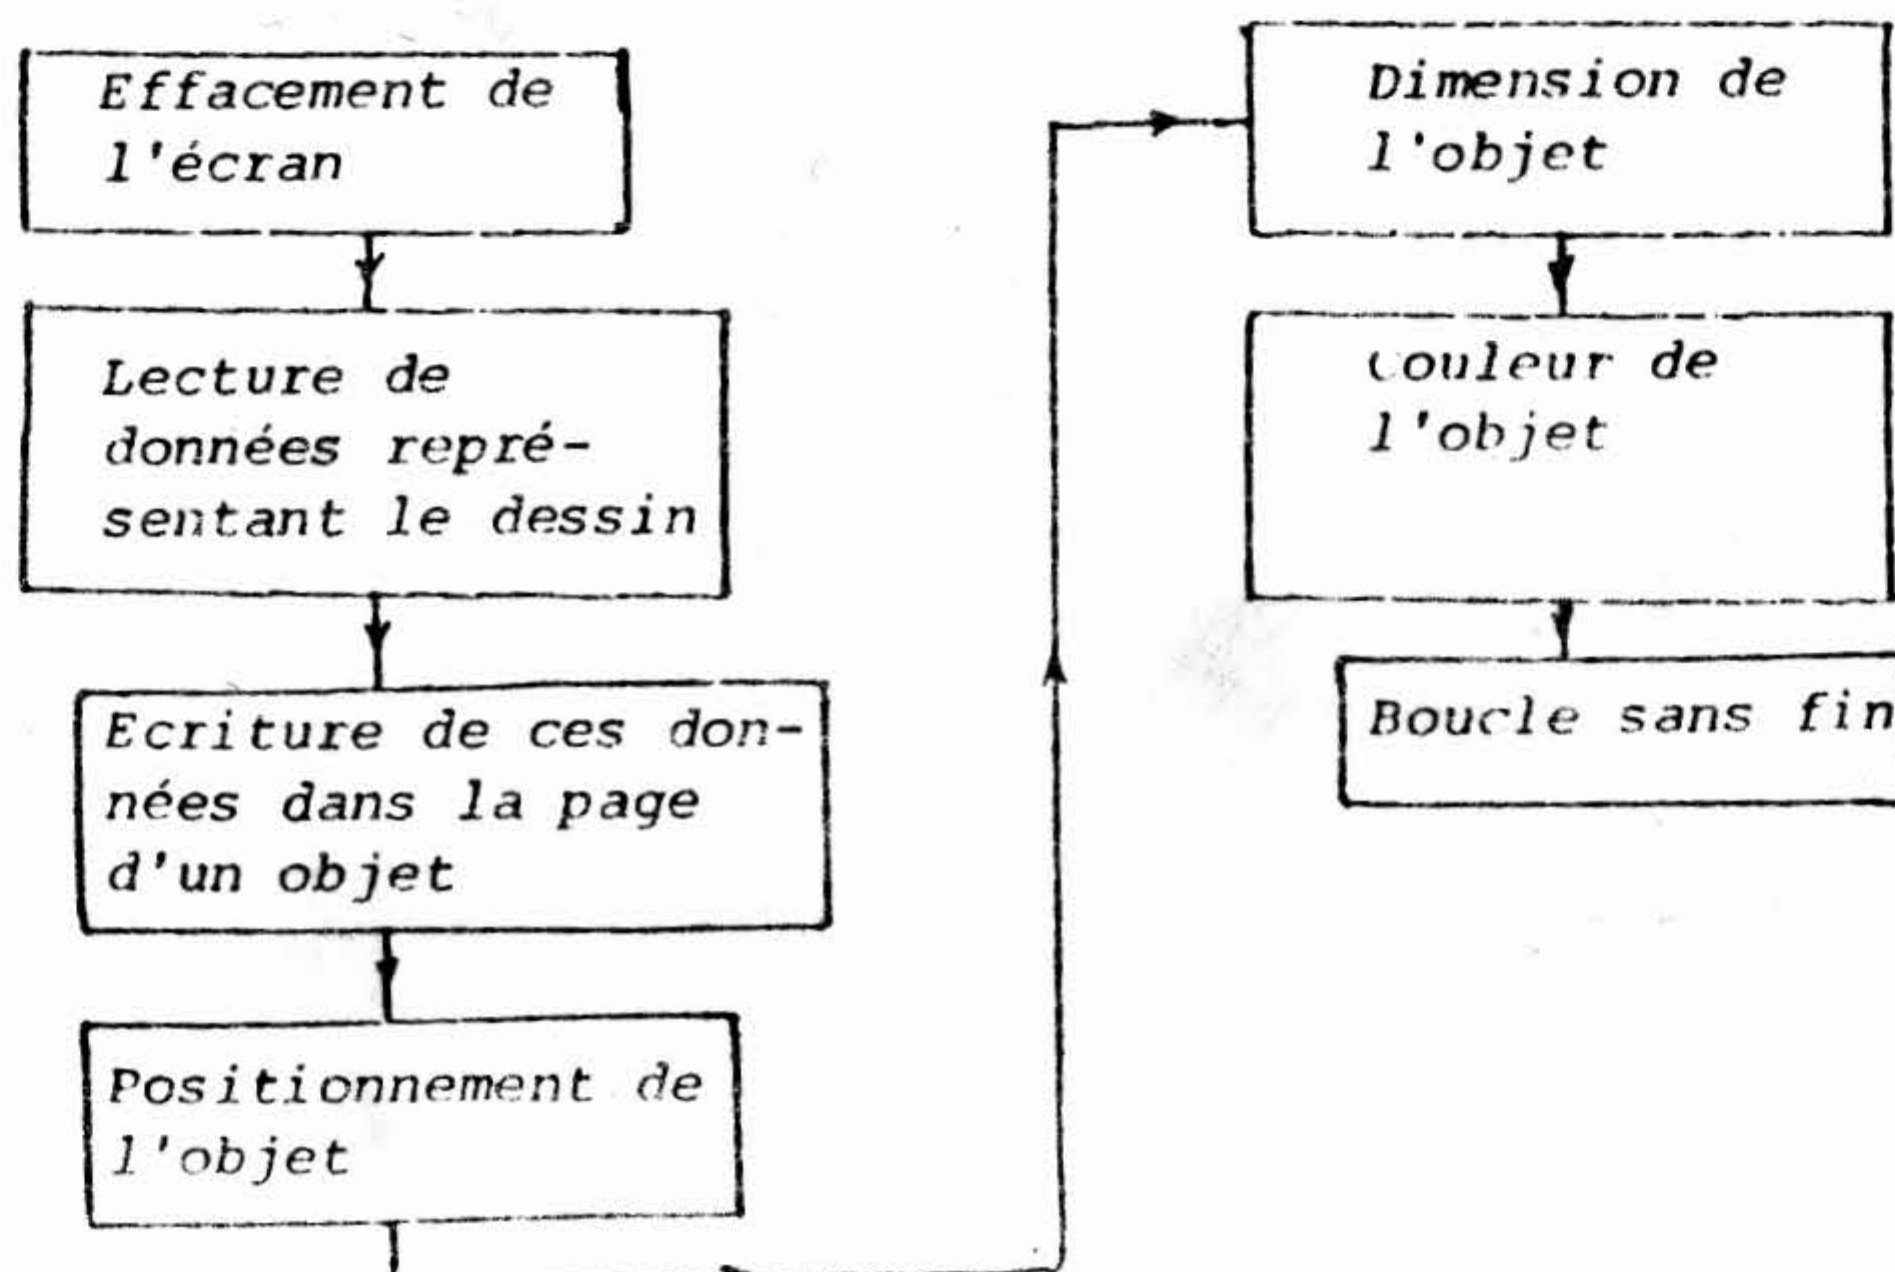 Effacement de
l'écran
Lecture de
données repré-
sentant le dessin
Ecriture de ces don-
nées dans la page
d'un objet
Positionnement de
l'objet
Dimension de
l'objet
Couleur de
l'objet
Boucle sans fin